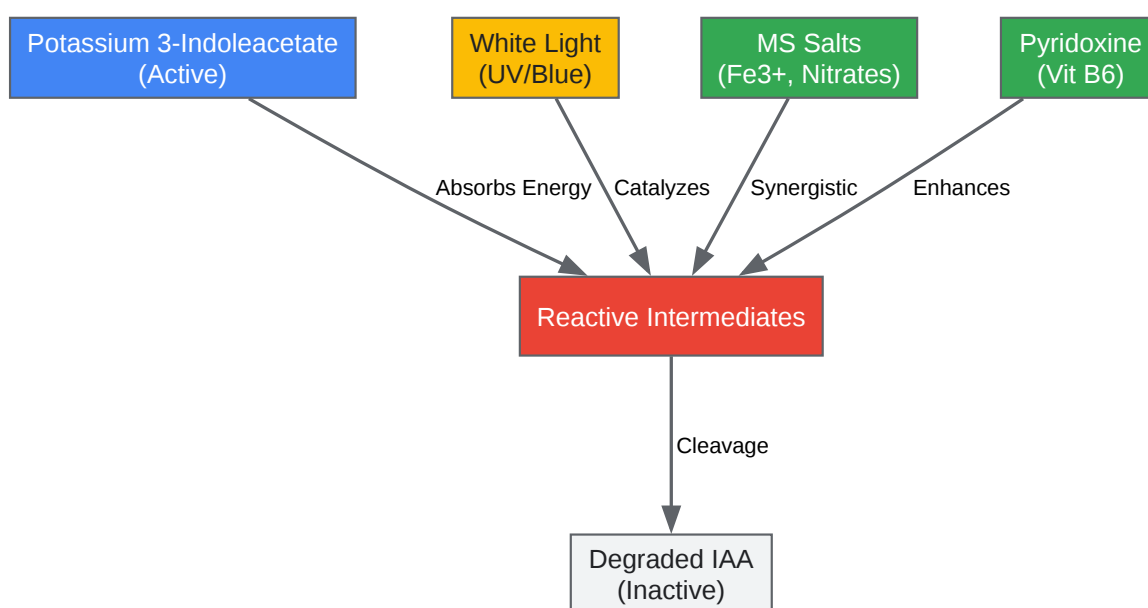 Potassium 3-Indoleacetate
(Active)
White Light
(UV/Blue)
MS Salts
(Fe3+, Nitrates)
Pyridoxine
(Vit B6)
Absorbs Energy
Catalyzes
Synergistic
Enhances
Reactive Intermediates
Cleavage
Degraded IAA
(Inactive)